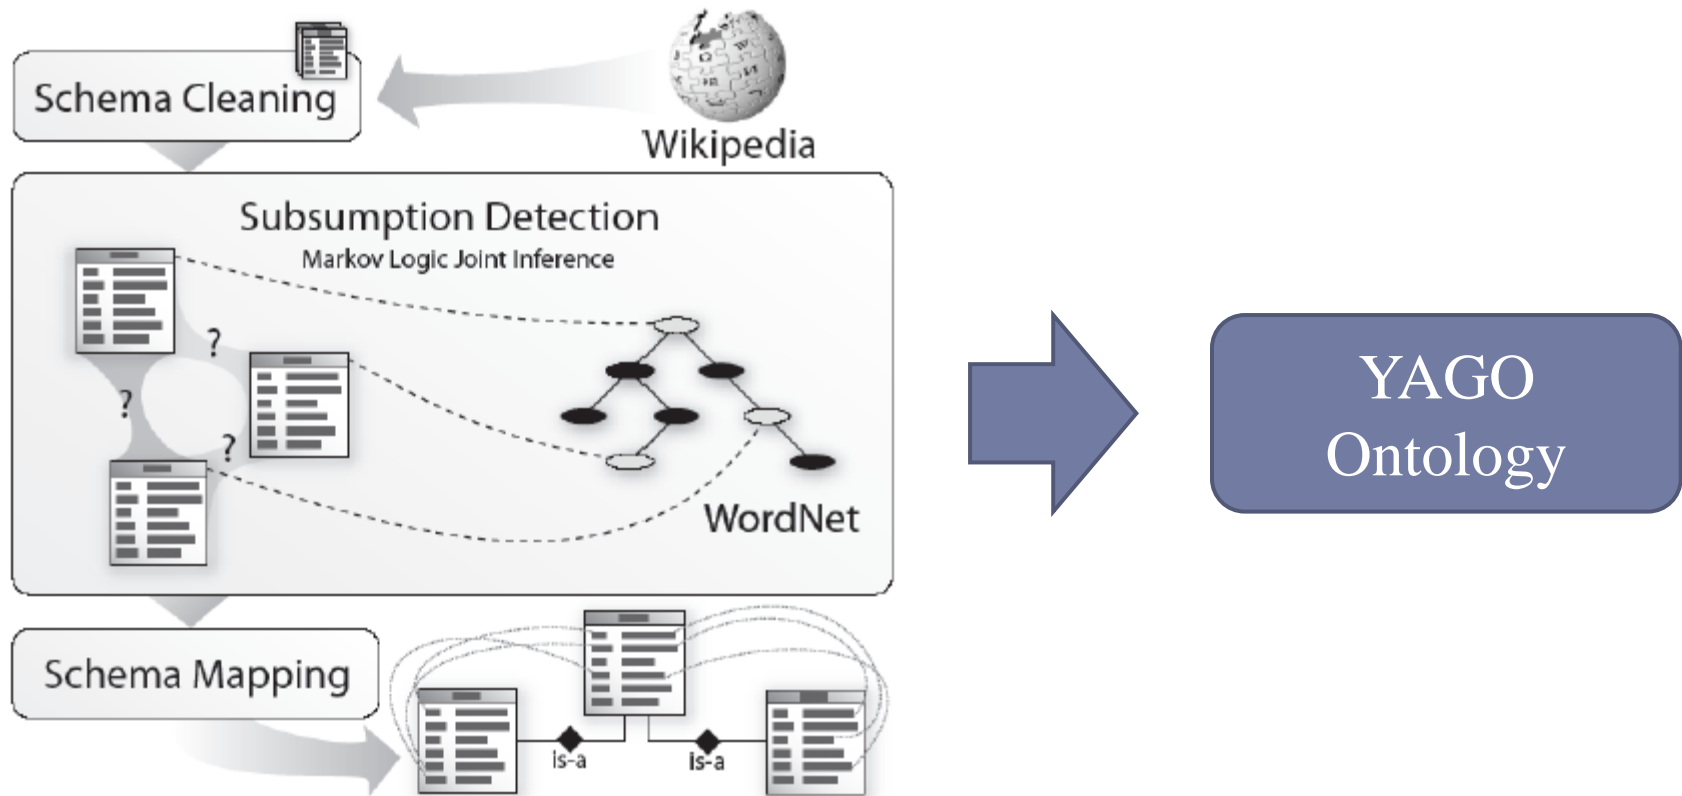 Schema Cleaning
Wikipedia
Subsumption Detection
Markov Logic Joint Inference
?
?
?
WordNet
YAGO
Ontology
Schema Mapping
is-a
is-a